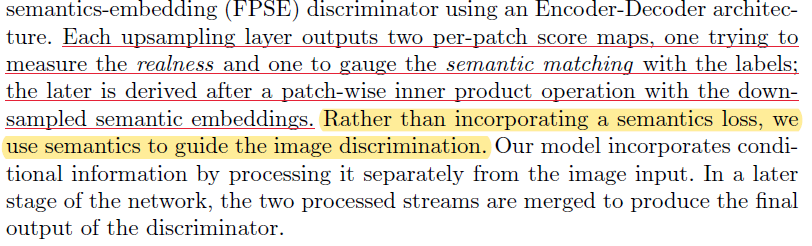 semantics-embedding (FPSE) discriminator using an Encoder-Decoder architec-
ture. Each upsampling layer outputs two per-patch score maps, one trying to
measure the realness and one to gauge the semantic matching with the labels;
the later is derived after a patch-wise inner product operation with the down-
sampled semantic embeddings. Rather than incorporating a semantics loss, we
use semantics to guide the image discrimination. Our model incorporates condi-
tional information by processing it separately from the image input. In a later
stage of the network, the two processed streams are merged to produce the final
output of the discriminator.